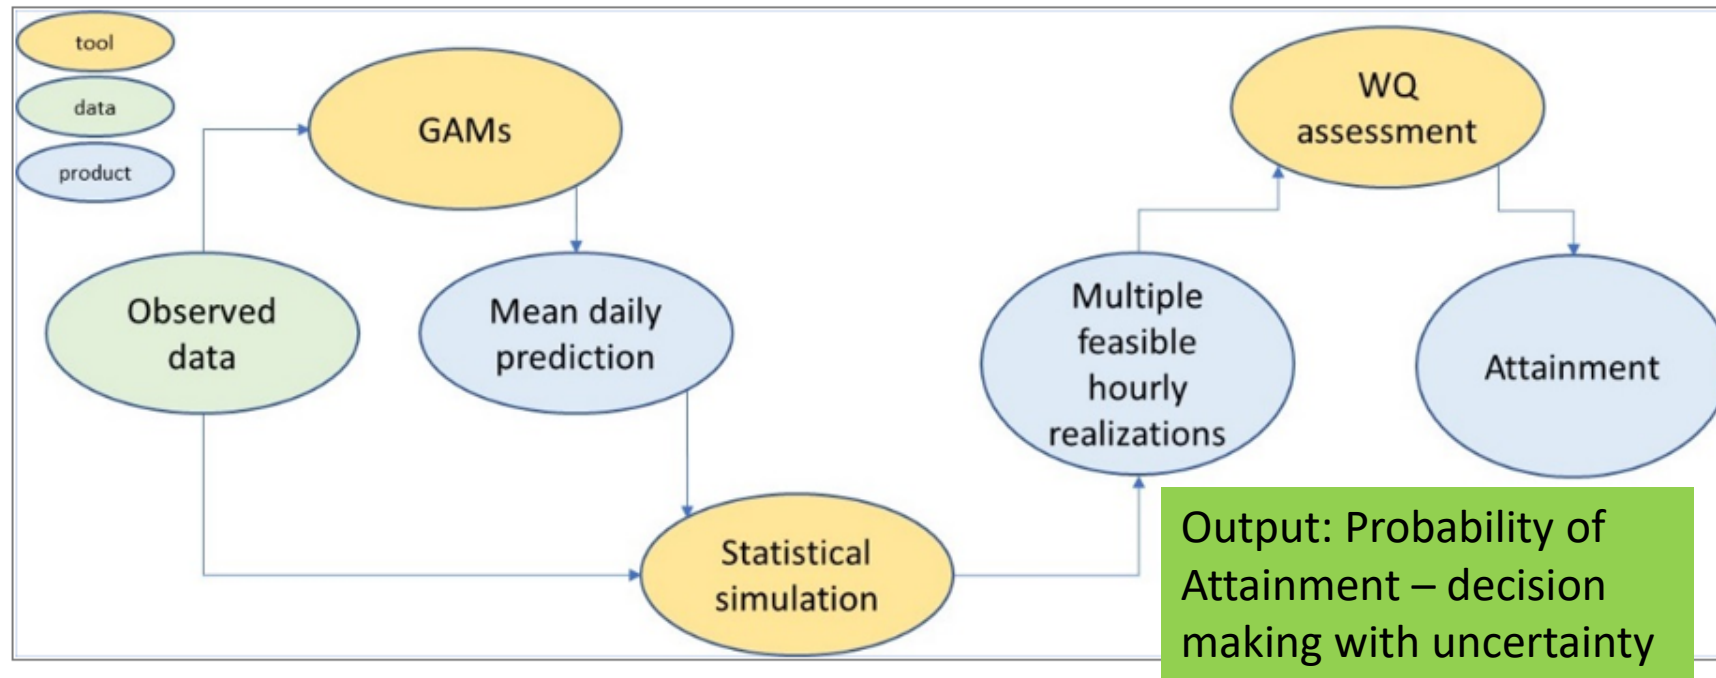 tool
data
product
GAMs
Observed
data
Mean daily
prediction
Statistical
simulation
Multiple
feasible
hourly
realizations
WQ
assessment
Attainment
Output: Probability of
Attainment – decision
making with uncertainty